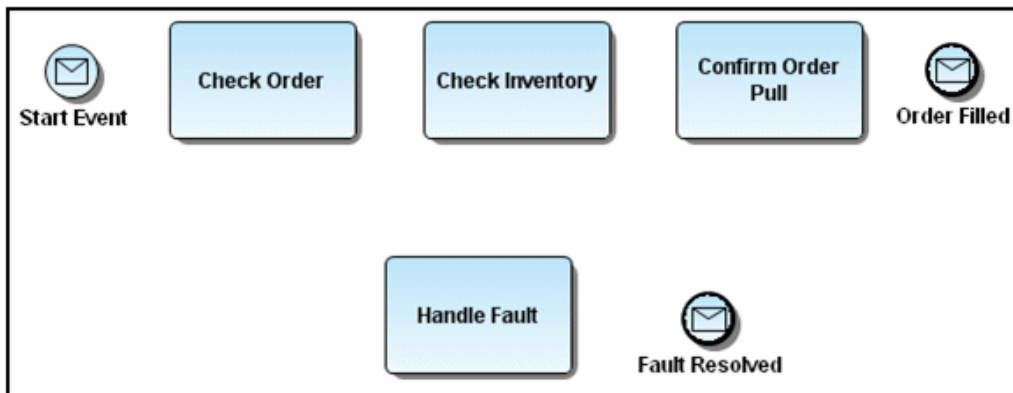 Start Event
Check Order
Check Inventory
Confirm Order
Pull
Order Filled
Handle Fault
Fault Resolved